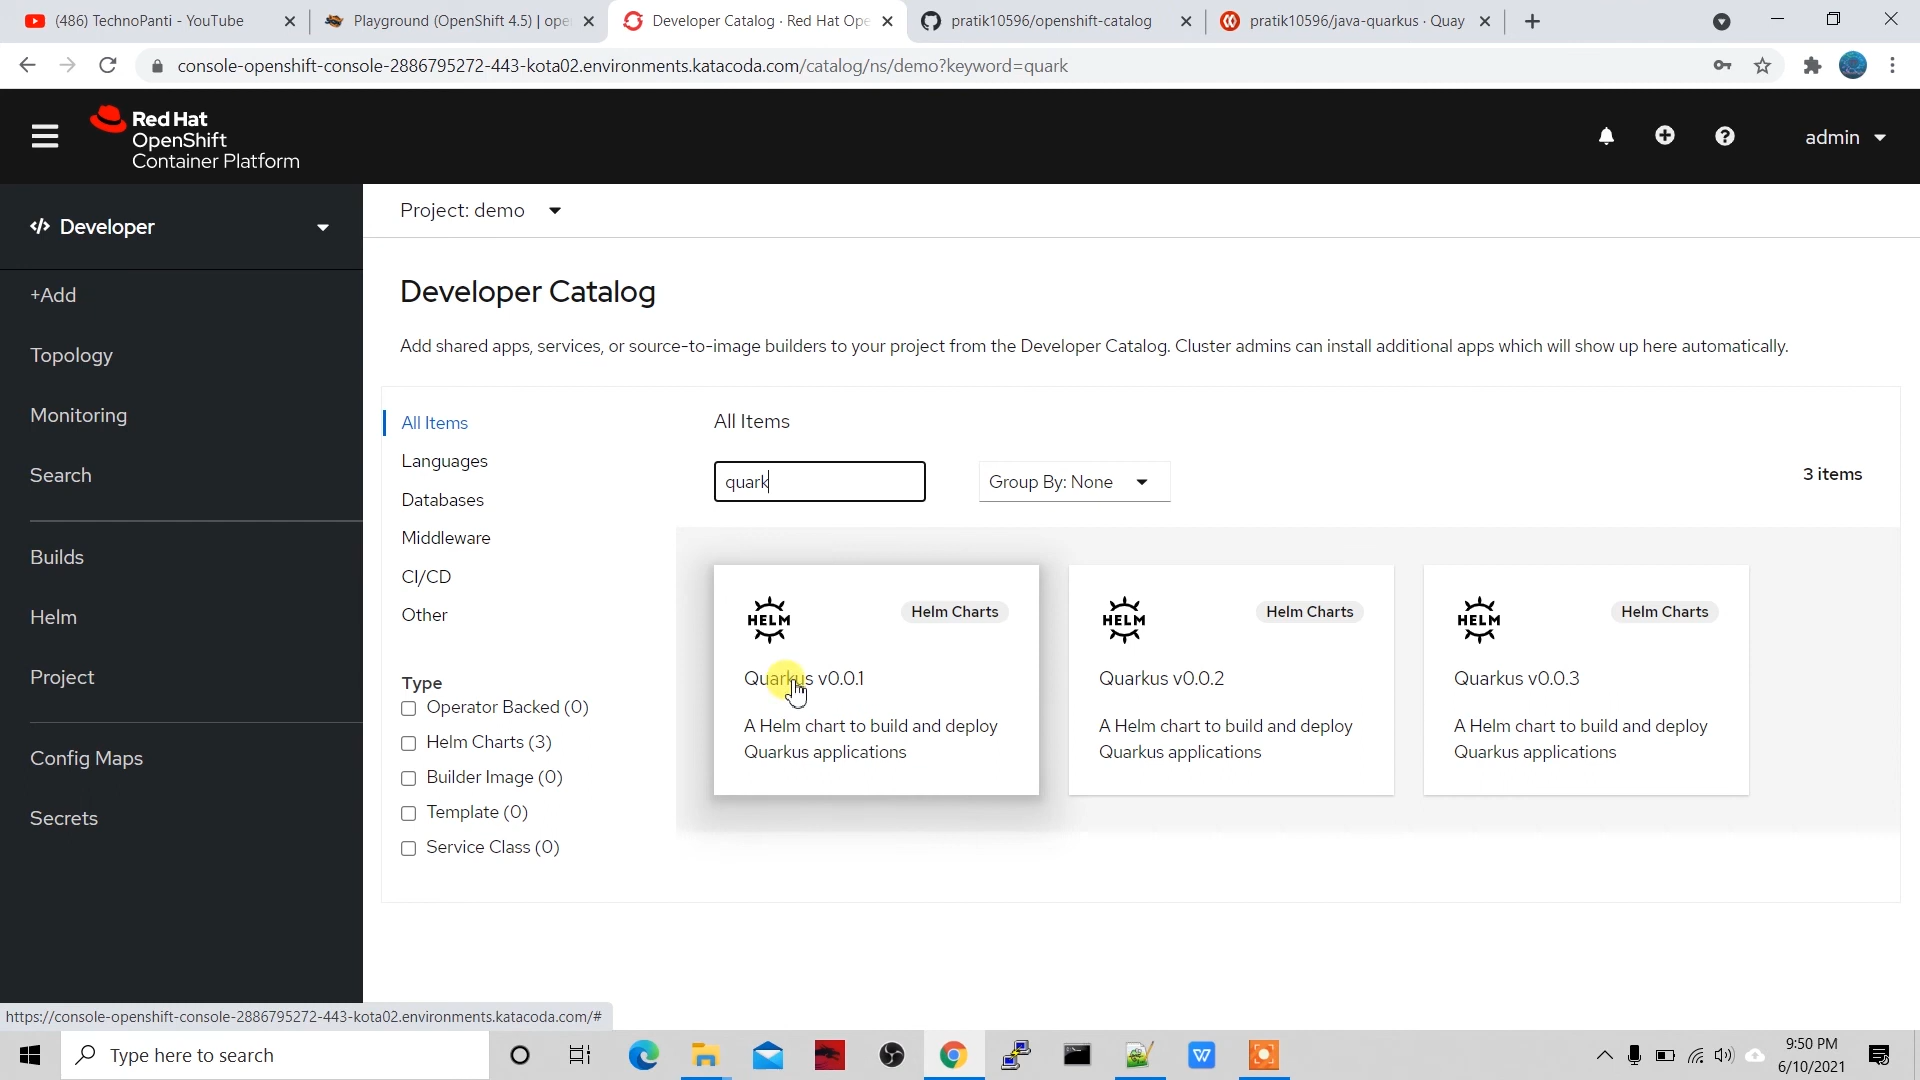 (486) TechnoPanti - YouTube
Playground (OpenShift 4.5) | ope
Developer Catalog · Red Hat Ope
pratik10596/openshift-catalog
pratik10596/java-quarkus · Quay
console-openshift-console-2886795272-443-kota02.environments.katacoda.com/catalog/ns/demo?keyword=quark
Red Hat
OpenShift
Container Platform
admin
Developer
+Add
Topology
Monitoring
Search
Builds
Helm
Project
Config Maps
Secrets
Project: demo
Developer Catalog
Add shared apps, services, or source-to-image builders to your project from the Developer Catalog. Cluster admins can install additional apps which will show up here automatically.
All Items
Languages
Databases
Middleware
CI/CD
Other
Type
Operator Backed (0)
Helm Charts (3)
Builder Image (0)
Template (0)
Service Class (0)
All Items
quark
Group By: None
3 items
HELM
Helm Charts
Quarkus v0.0.1
A Helm chart to build and deploy
Quarkus applications
HELM
Helm Charts
Quarkus v0.0.2
A Helm chart to build and deploy
Quarkus applications
HELM
Helm Charts
Quarkus v0.0.3
A Helm chart to build and deploy
Quarkus applications
https://console-openshift-console-2886795272-443-kota02.environments.katacoda.com/#
Type here to search
9:50 PM
6/10/2021